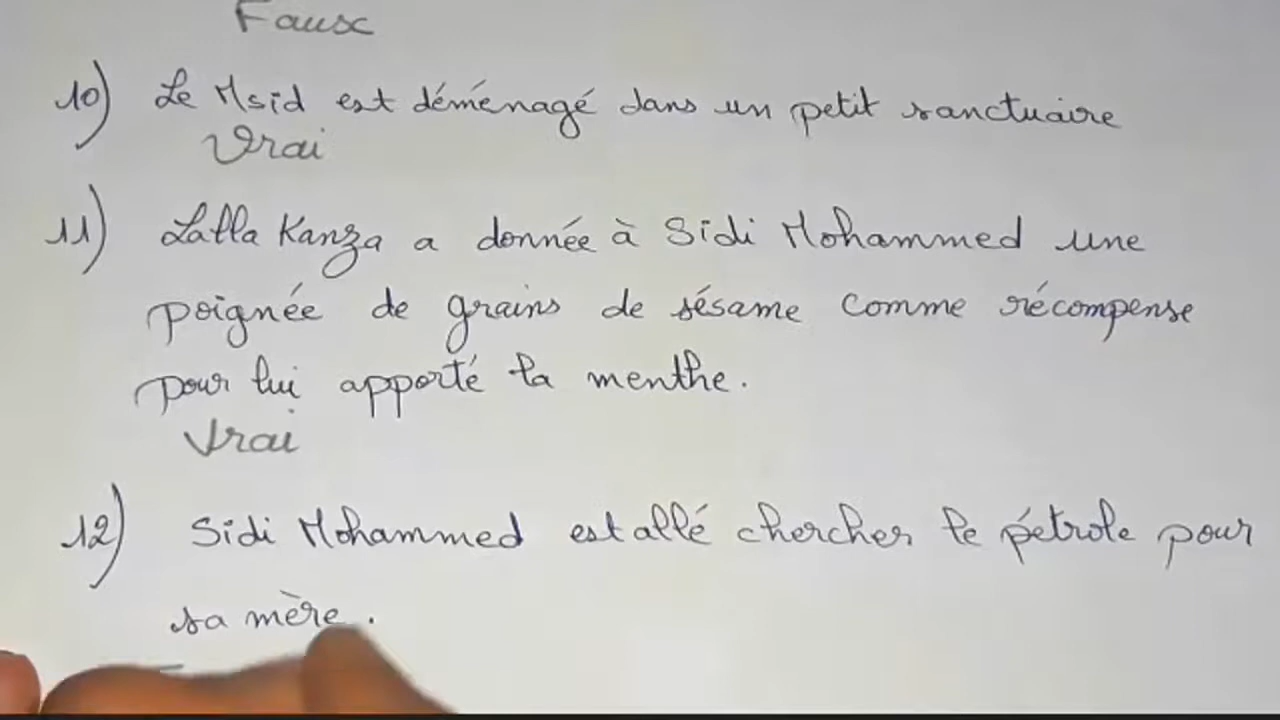 Faux
10) Le Msid est déménagé dans un petit sanctuaire
Vrai
11) Lalla Kanza a donnée à Sidi Mohammed une
poignée de grains de sésame comme récompense
pour lui apporté la menthe.
Vrai
12) Sidi Mohammed est allé chercher le pétrole pour
sa mère.